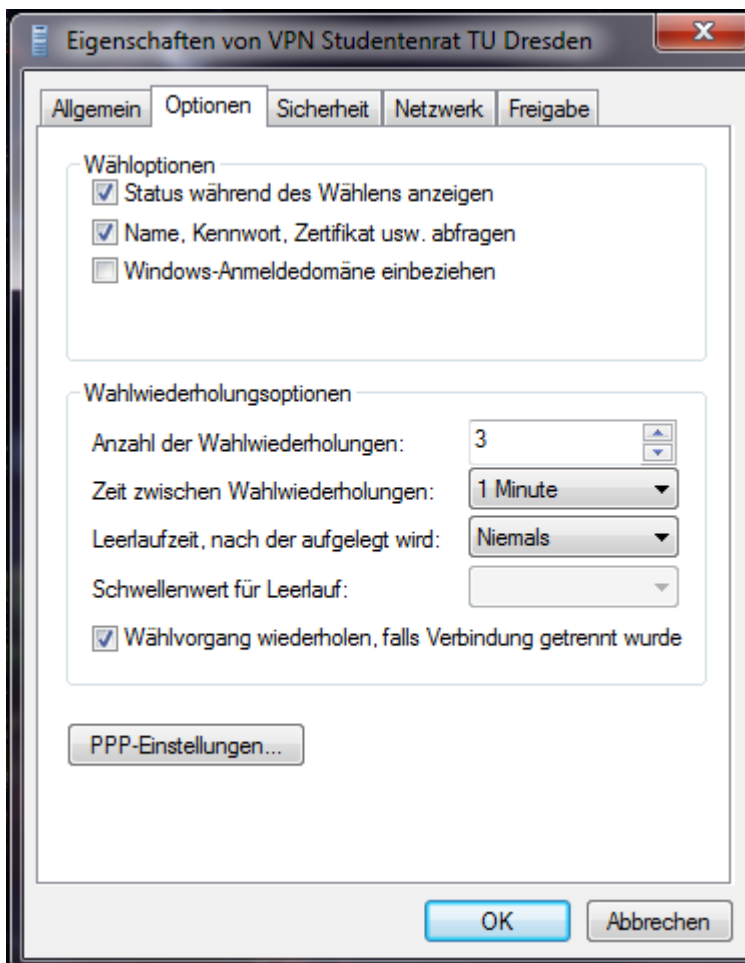 Eigenschaften von VPN Studentenrat TU Dresden
Allgemein Optionen Sicherheit Netzwerk Freigabe
Wähloptionen
Status während des Wählens anzeigen
Name, Kennwort, Zertifikat usw. abfragen
Windows-Anmeldedomäne einbeziehen
Wahlwiederholungsoptionen
Anzahl der Wahlwiederholungen: 3
Zeit zwischen Wahlwiederholungen: 1 Minute
Leerlaufzeit, nach der aufgelegt wird: Niemals
Schwellenwert für Leerlauf:
Wählvorgang wiederholen, falls Verbindung getrennt wurde
PPP-Einstellungen...
OK Abbrechen